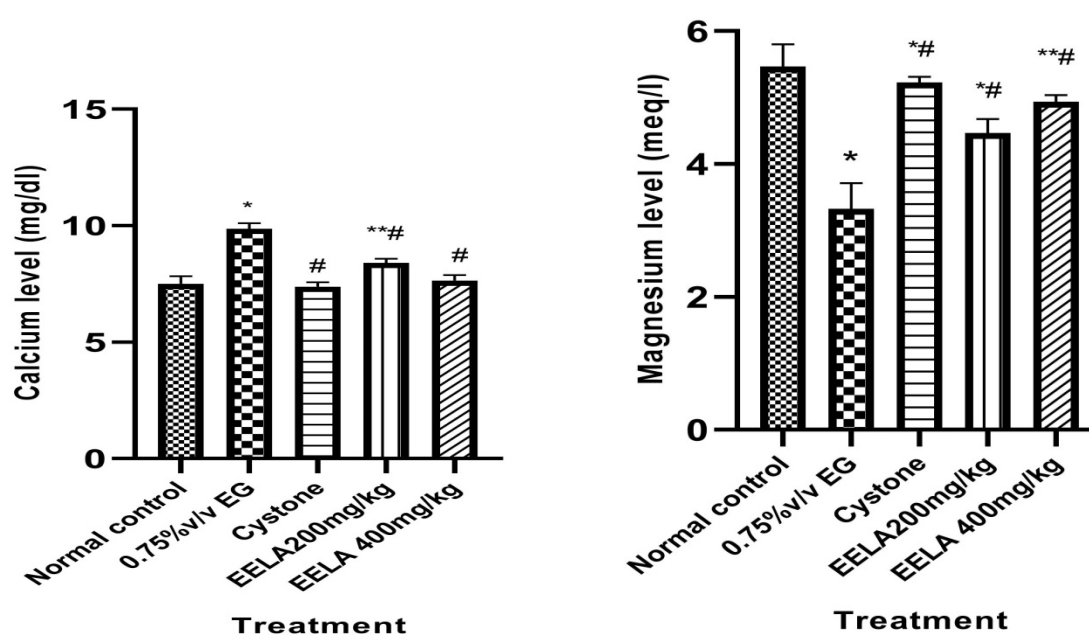 Calcium level (mg/dl)
15
10
5
0
*
#
**#
#
Normal control
0.75%v/v EG
Cystone
EELA200mg/kg
EELA 400mg/kg
Treatment
Magnesium level (meq/l)
6
4
2
0
*
*#
*#
**#
Normal control
0.75%v/v EG
Cystone
EELA200mg/kg
EELA 400mg/kg
Treatment